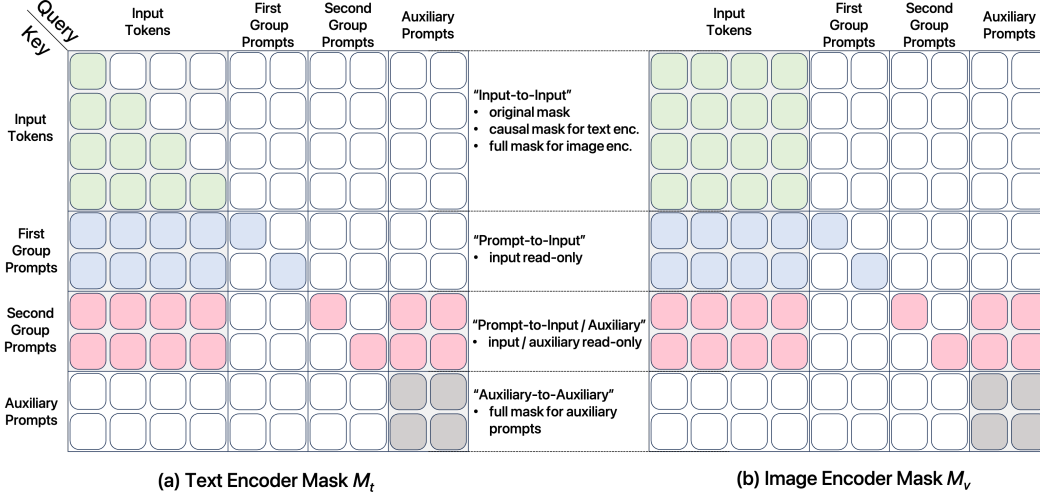 Query
Key
Input
Tokens
First
Group
Prompts
Second
Group
Prompts
Auxiliary
Prompts
Input
Tokens
First
Group
Prompts
Second
Group
Prompts
Auxiliary
Prompts
Input
Tokens
"Input-to-Input"
• original mask
• causal mask for text enc.
• full mask for image enc.
First
Group
Prompts
"Prompt-to-Input"
• input read-only
Second
Group
Prompts
"Prompt-to-Input / Auxiliary"
• input / auxiliary read-only
Auxiliary
Prompts
"Auxiliary-to-Auxiliary"
• full mask for auxiliary
prompts
(a) Text Encoder Mask Mt
(b) Image Encoder Mask Mv